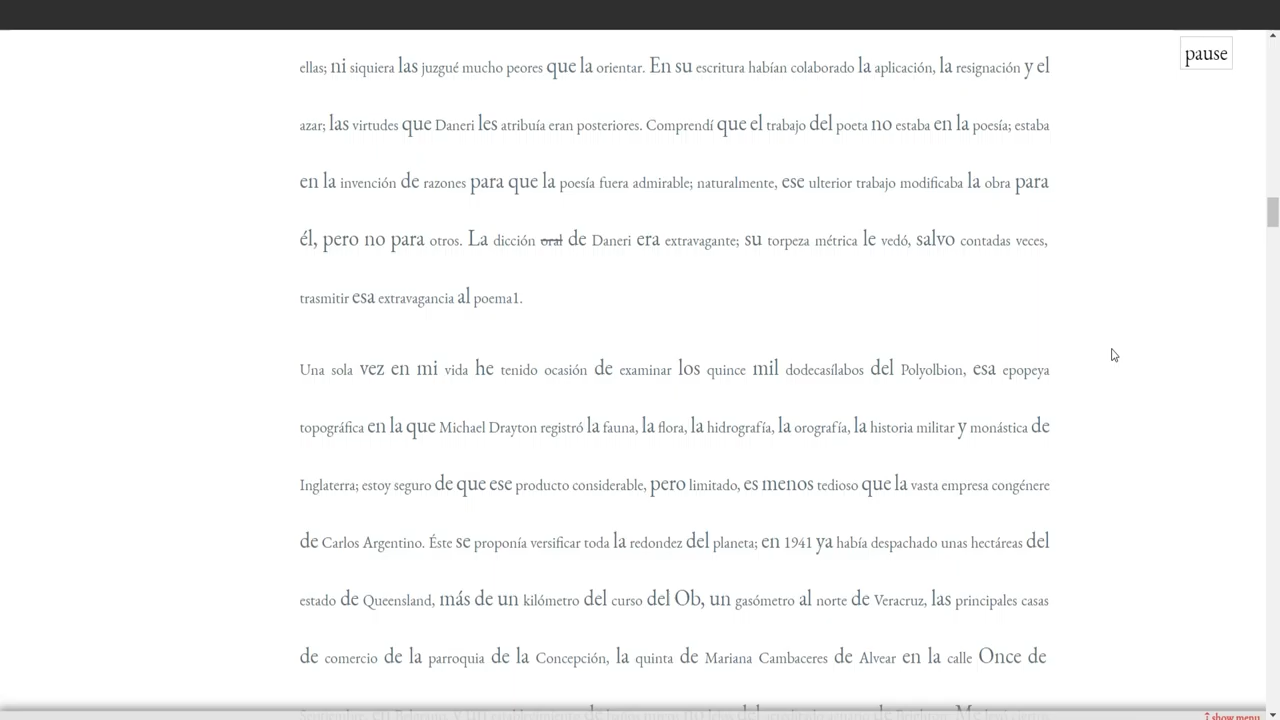 pause
ellas; ni siquiera las juzgué mucho peores que la orientar. En su escritura habían colaborado la aplicación, la resignación y el
azar; las virtudes que Daneri les atribuía eran posteriores. Comprendí que el trabajo del poeta no estaba en la poesía; estaba
en la invención de razones para que la poesía fuera admirable; naturalmente, ese ulterior trabajo modificaba la obra para
él, pero no para otros. La dicción oral de Daneri era extravagante; su torpeza métrica le vedó, salvo contadas veces,
trasmitir esa extravagancia al poema1.
Una sola vez en mi vida he tenido ocasión de examinar los quince mil dodecasílabos del Polyolbion, esa epopeya
topográfica en la que Michael Drayton registró la fauna, la flora, la hidrografía, la orografía, la historia militar y monástica de
Inglaterra; estoy seguro de que ese producto considerable, pero limitado, es menos tedioso que la vasta empresa congénere
de Carlos Argentino. Éste se proponía versificar toda la redondez del planeta; en 1941 ya había despachado unas hectáreas del
estado de Queensland, más de un kilómetro del curso del Ob, un gasómetro al norte de Veracruz, las principales casas
de comercio de la parroquia de la Concepción, la quinta de Mariana Cambaceres de Alvear en la calle Once de
show menu